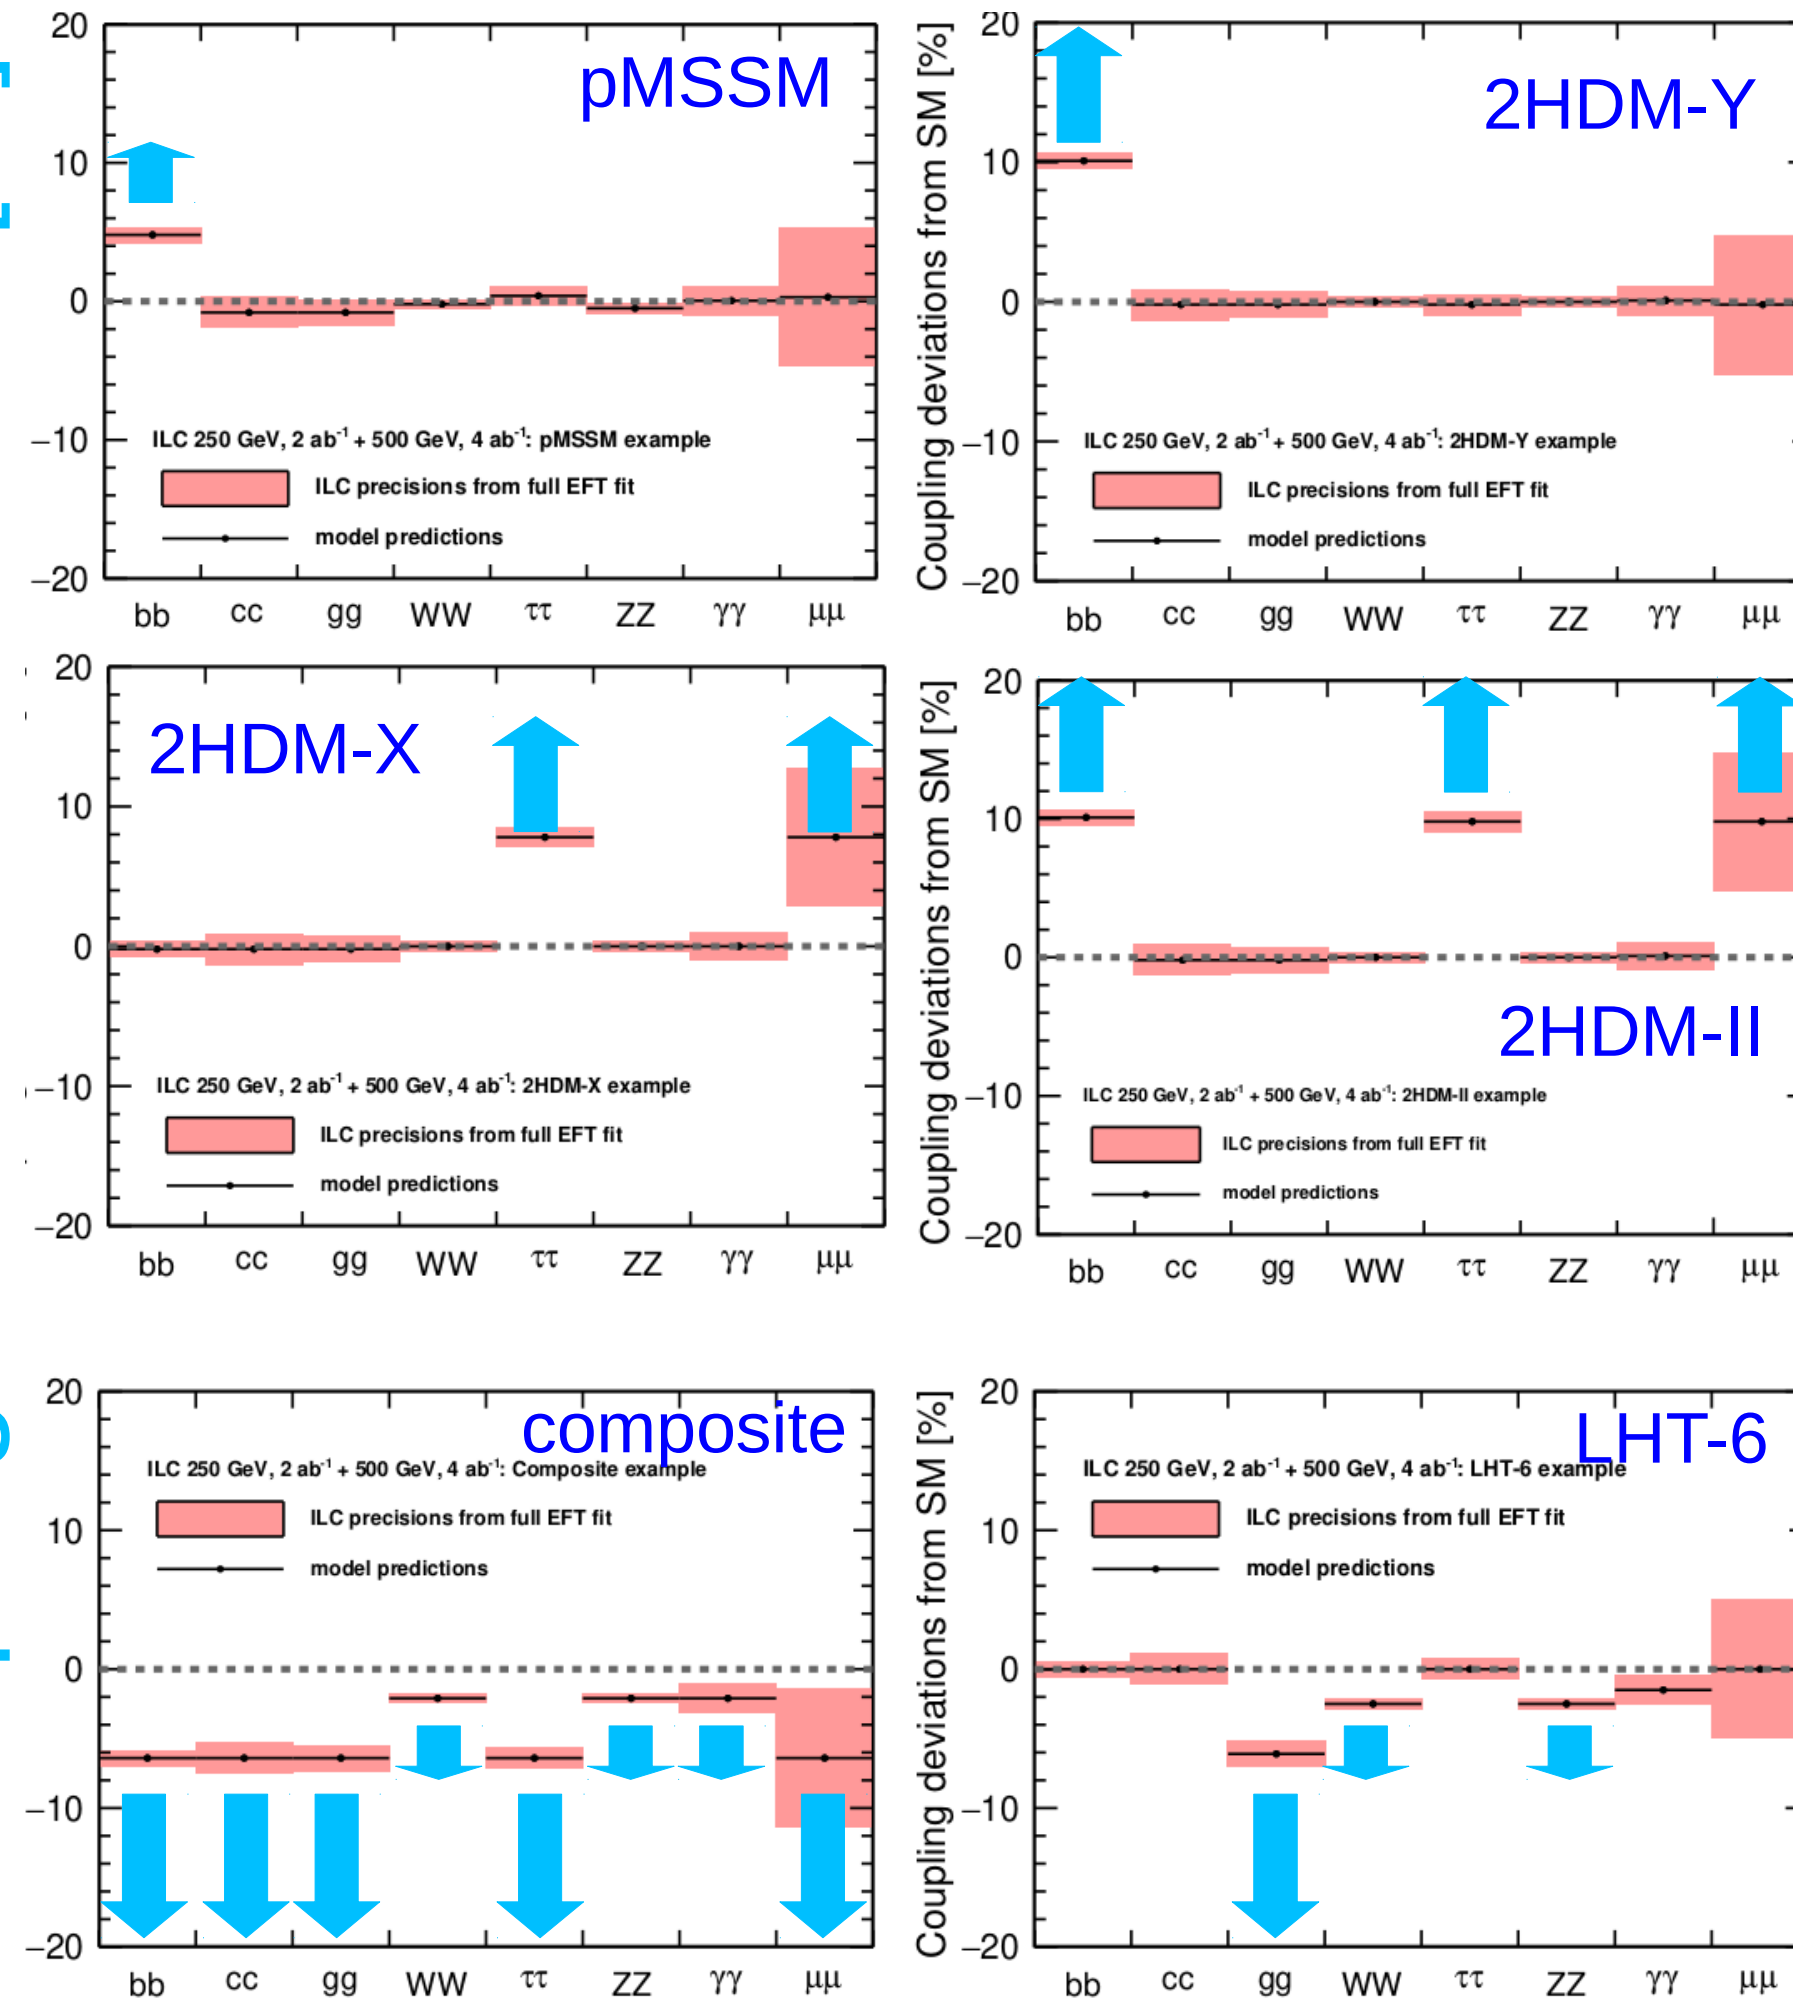 20
pMSSM
10
0
−10
ILC 250 GeV, 2 ab⁻¹ + 500 GeV, 4 ab⁻¹: pMSSM example
ILC precisions from full EFT fit
model predictions
−20
bb cc gg WW ττ ZZ γγ μμ
Coupling deviations from SM [%]
20
2HDM-Y
10
0
−10
ILC 250 GeV, 2 ab⁻¹ + 500 GeV, 4 ab⁻¹: 2HDM-Y example
ILC precisions from full EFT fit
model predictions
−20
bb cc gg WW ττ ZZ γγ μμ
20
2HDM-X
10
0
−10
ILC 250 GeV, 2 ab⁻¹ + 500 GeV, 4 ab⁻¹: 2HDM-X example
ILC precisions from full EFT fit
model predictions
−20
bb cc gg WW ττ ZZ γγ μμ
Coupling deviations from SM [%]
20
10
0
2HDM-II
−10
ILC 250 GeV, 2 ab⁻¹ + 500 GeV, 4 ab⁻¹: 2HDM-II example
ILC precisions from full EFT fit
model predictions
−20
bb cc gg WW ττ ZZ γγ μμ
20
composite
ILC 250 GeV, 2 ab⁻¹ + 500 GeV, 4 ab⁻¹: Composite example
ILC precisions from full EFT fit
10
model predictions
0
−10
−20
bb cc gg WW ττ ZZ γγ μμ
Coupling deviations from SM [%]
20
LHT-6
ILC 250 GeV, 2 ab⁻¹ + 500 GeV, 4 ab⁻¹: LHT-6 example
ILC precisions from full EFT fit
10
model predictions
0
−10
−20
bb cc gg WW ττ ZZ γγ μμ